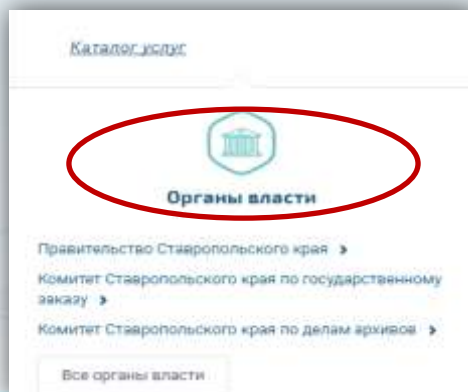 Каталог услуг
Органы власти
Правительство Ставропольского края >
Комитет Ставропольского края по государственному
заказу >
Комитет Ставропольского края по делам архивов >
Все органы власти